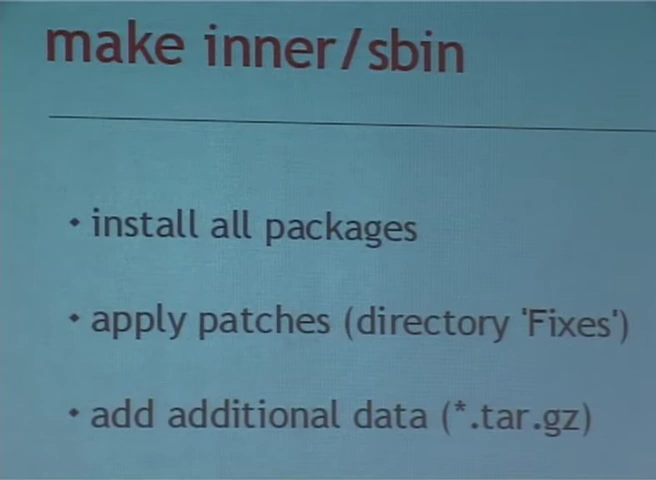 make inner/sbin
• install all packages
• apply patches (directory 'Fixes')
• add additional data (*.tar.gz)